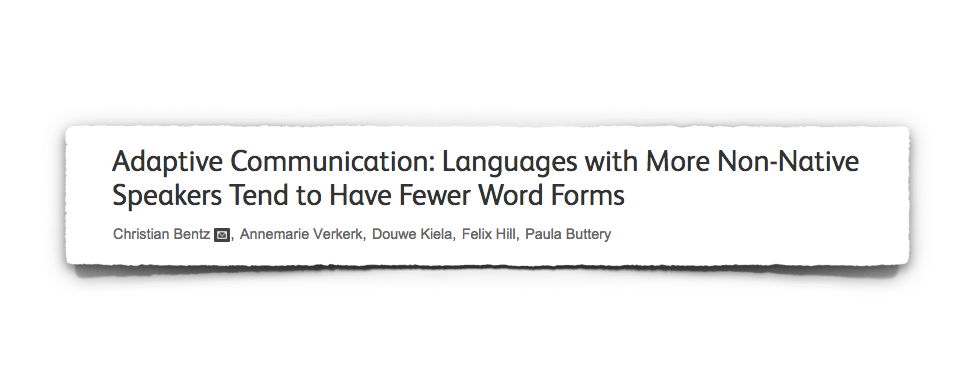 Adaptive Communication: Languages with More Non-Native
Speakers Tend to Have Fewer Word Forms
Christian Bentz, Annemarie Verkerk, Douwe Kiela, Felix Hill, Paula Buttery